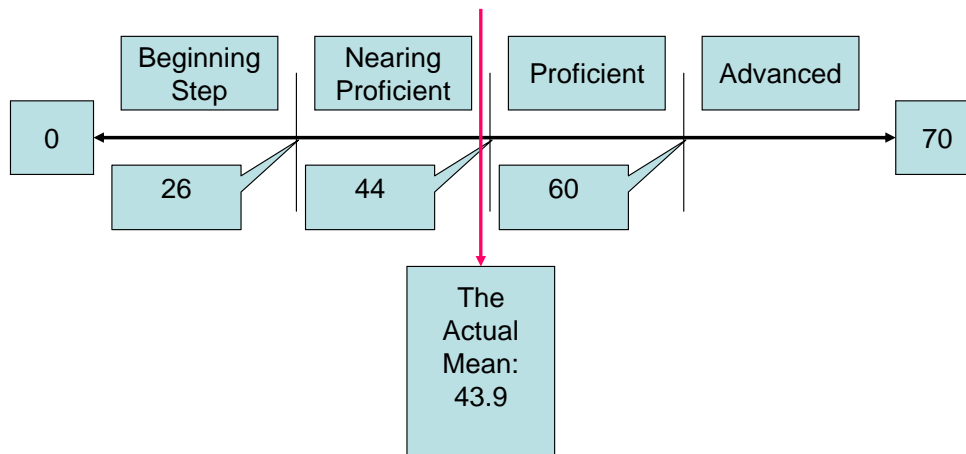 Beginning
Step
Nearing
Proficient
Proficient
Advanced
0
70
26
44
60
The
Actual
Mean:
43.9